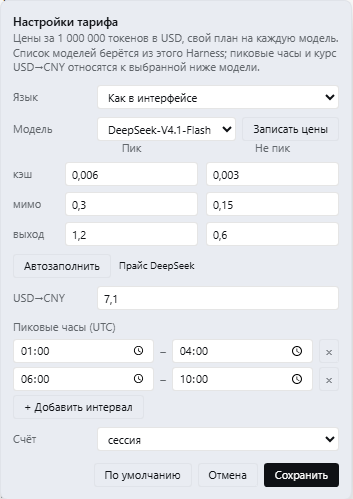 Настройки тарифа
Цены за 1 000 000 токенов в USD, свой план на каждую модель.
Список моделей берётся из этого Harness; пиковые часы и курс
USD→CNY относятся к выбранной ниже модели.
Язык Как в интерфейсе
Модель DeepSeek-V4.1-Flash Записать цены
Пик Не пик
кэш 0,006 0,003
мимо 0,3 0,15
выход 1,2 0,6
Автозаполнить Прайс DeepSeek
USD→CNY 7,1
Пиковые часы (UTC)
01:00 – 04:00 ×
06:00 – 10:00 ×
+ Добавить интервал
Счёт сессия
По умолчанию Отмена Сохранить